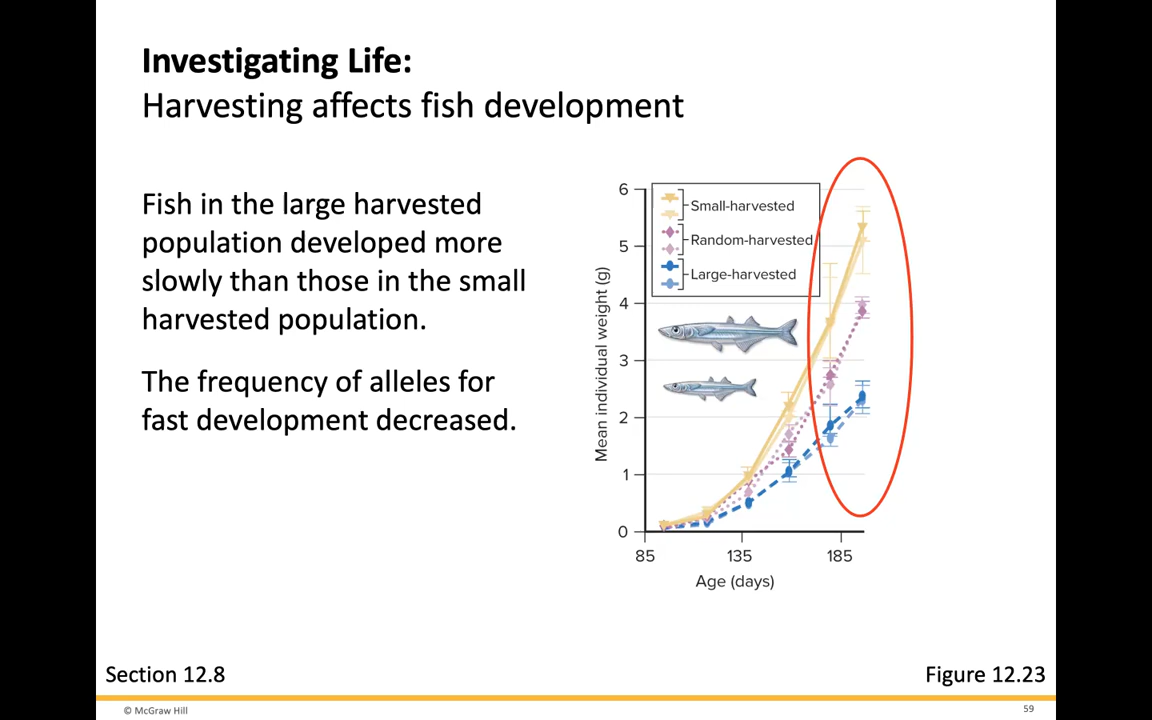 Investigating Life:
Harvesting affects fish development
Fish in the large harvested
population developed more
slowly than those in the small
harvested population.
The frequency of alleles for
fast development decreased.
Mean individual weight (g)
6
5
4
3
2
1
0
Small-harvested
Random-harvested
Large-harvested
85
135
185
Age (days)
Section 12.8
Figure 12.23
© McGraw Hill
59